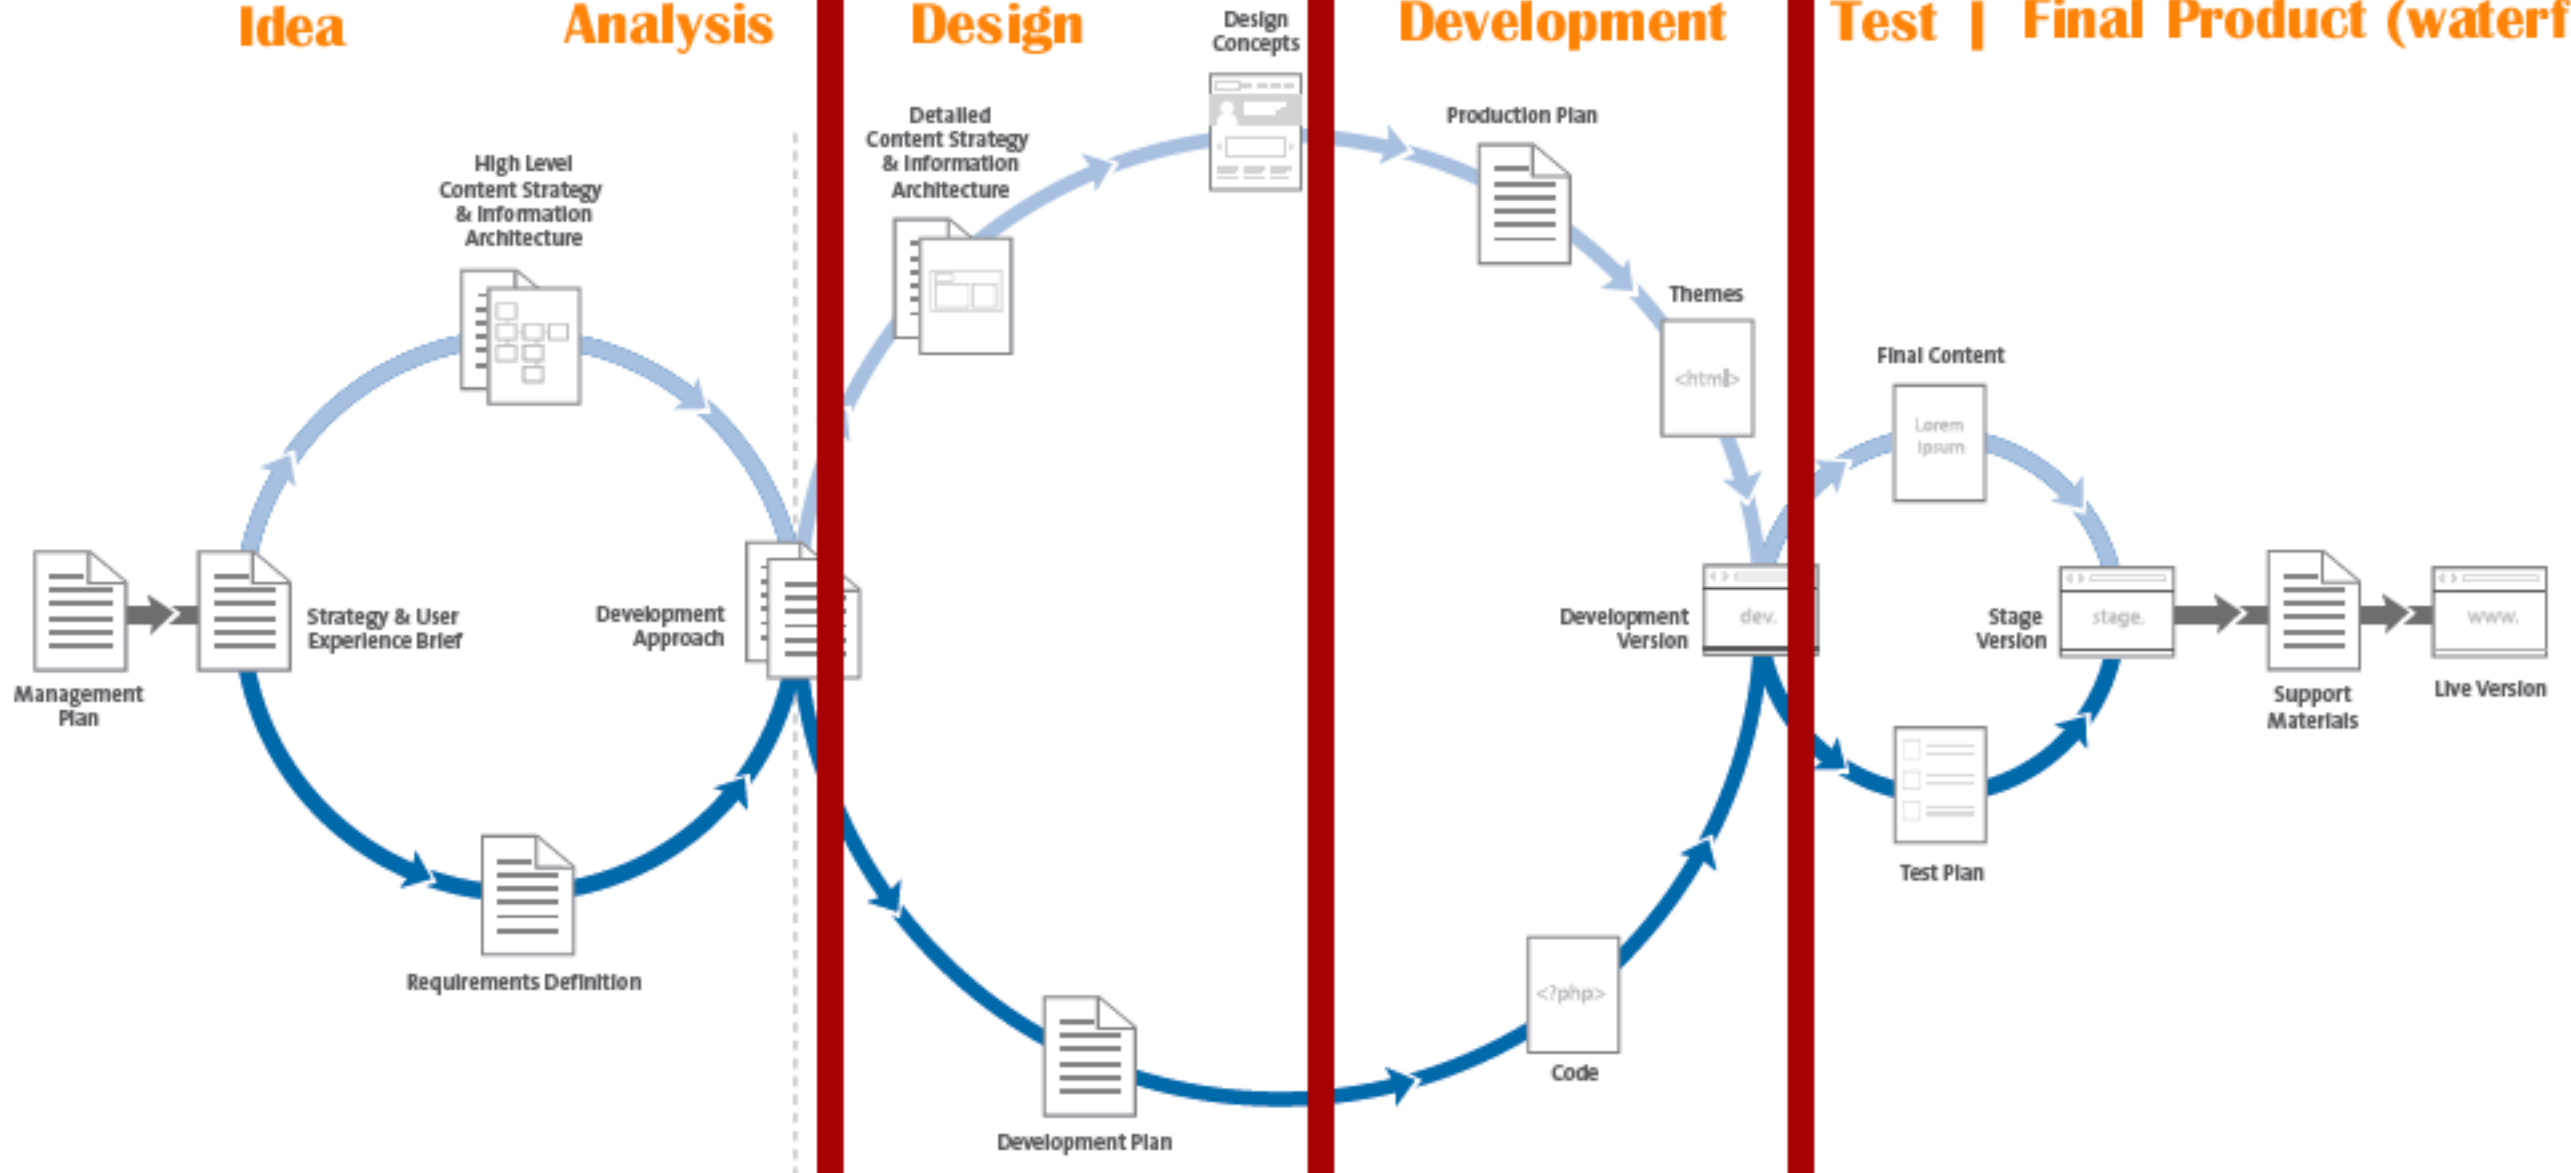 Idea
Analysis
Design
Development
Test | Final Product (waterf
Design
Concepts
Detailed
Content Strategy
& Information
Architecture
Production Plan
High Level
Content Strategy
& Information
Architecture
Themes
<html>
Final Content
Lorem
Ipsum
Management
Plan
Strategy & User
Experience Brief
Development
Approach
Development
Version
dev.
Stage
Version
stage.
Support
Materials
www.
Live Version
Requirements Definition
Test Plan
<?php>
Code
Development Plan